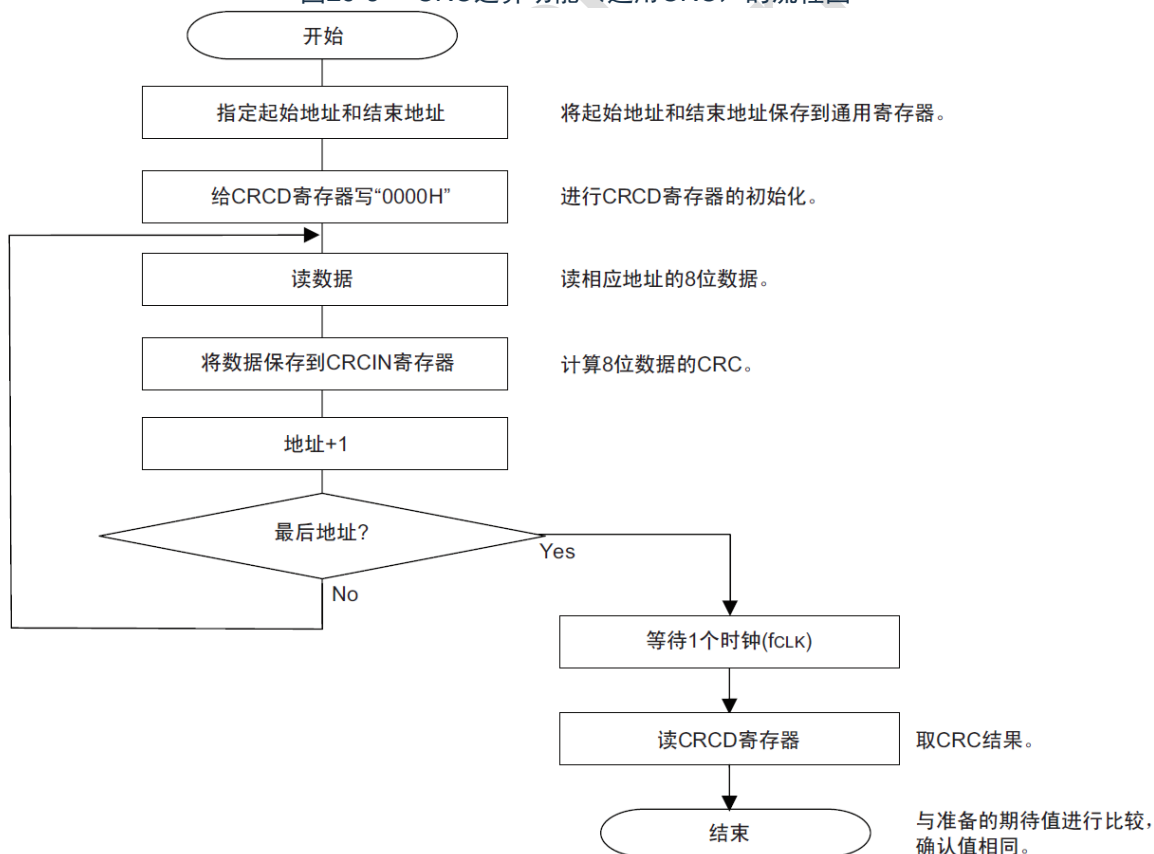 开始
指定起始地址和结束地址
将起始地址和结束地址保存到通用寄存器。
给CRCD寄存器写“0000H”
进行CRCD寄存器的初始化。
读数据
读相应地址的8位数据。
将数据保存到CRCIN寄存器
计算8位数据的CRC。
地址+1
最后地址?
Yes
No
等待1个时钟(fCLK)
读CRCD寄存器
取CRC结果。
结束
与准备的期待值进行比较，
确认值相同。